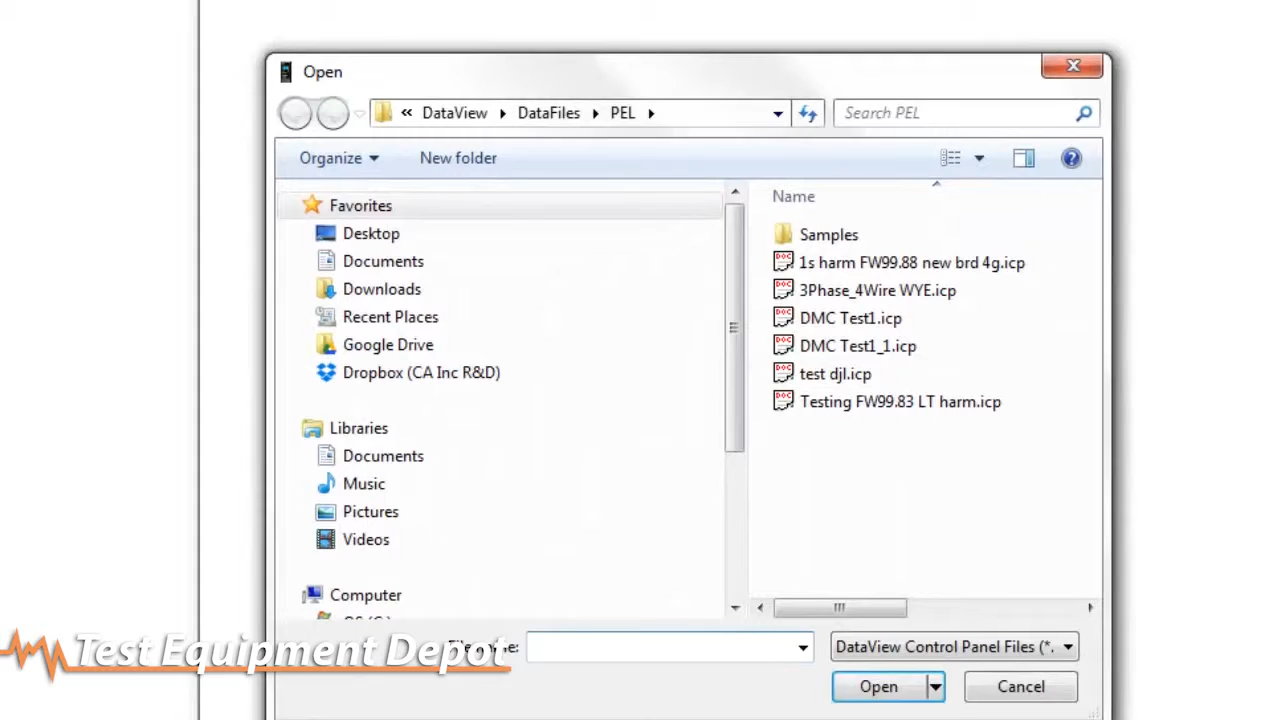 Open
« DataView ▸ DataFiles ▸ PEL ▸
Search PEL
Organize
New folder
Name
Favorites
Desktop
Documents
Downloads
Recent Places
Google Drive
Dropbox (CA Inc R&D)
Libraries
Documents
Music
Pictures
Videos
Computer
Samples
1s harm FW99.88 new brd 4g.icp
3Phase_4Wire WYE.icp
DMC Test1.icp
DMC Test1_1.icp
test djl.icp
Testing FW99.83 LT harm.icp
DataView Control Panel Files (*.
Open
Cancel
Test Equipment Depot